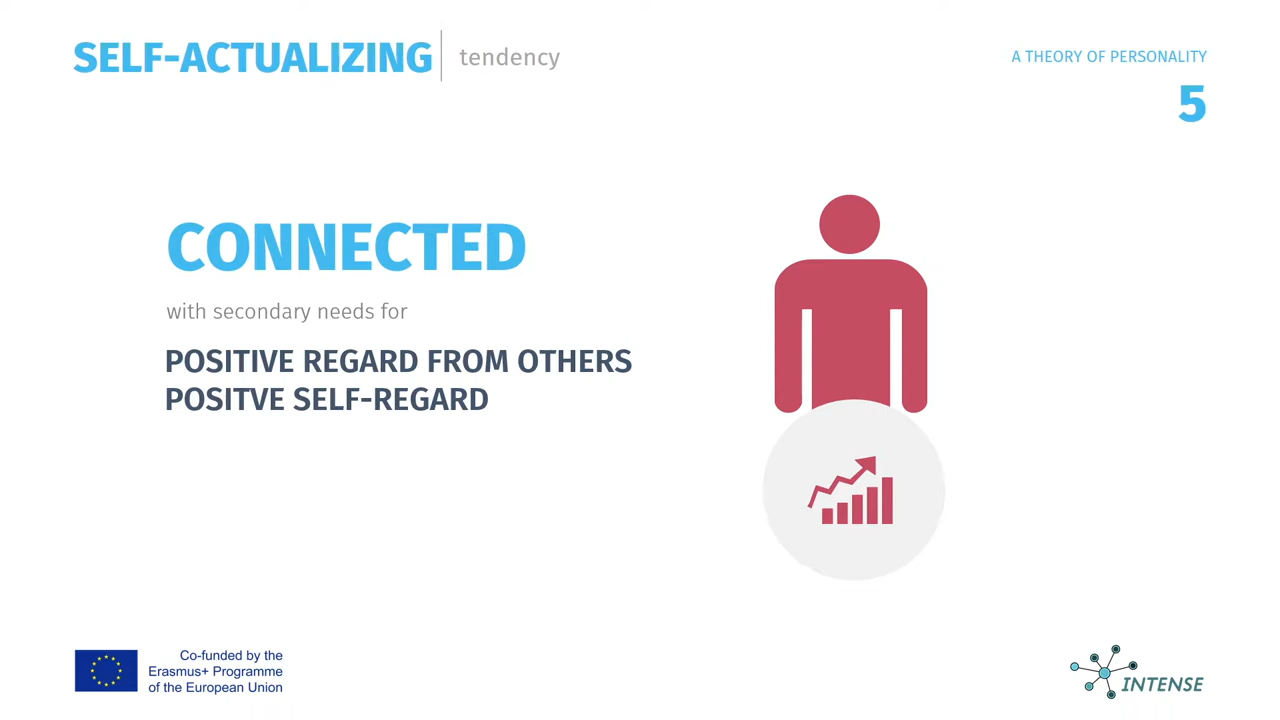 SELF-ACTUALIZING tendency
A THEORY OF PERSONALITY
5
CONNECTED
with secondary needs for
POSITIVE REGARD FROM OTHERS
POSITVE SELF-REGARD
Co-funded by the
Erasmus+ Programme
of the European Union
INTENSE